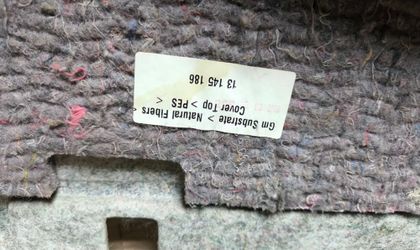 Gm Substrate > Natural Fibers <
Cover Top > PES <
13 145 186